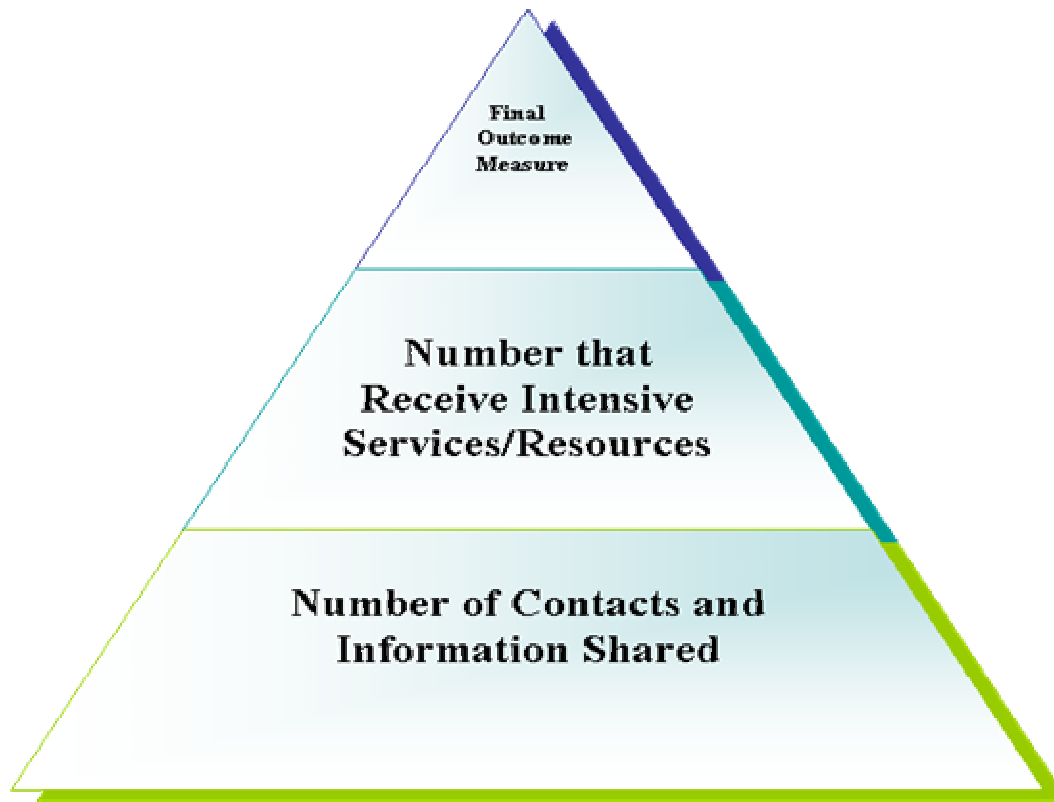 Final
Outcome
Measure
Number that
Receive Intensive
Services/Resources
Number of Contacts and
Information Shared